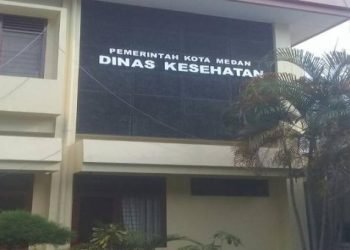 PEMERINTAH KOTA MEDAN
DINAS KESEHATAN